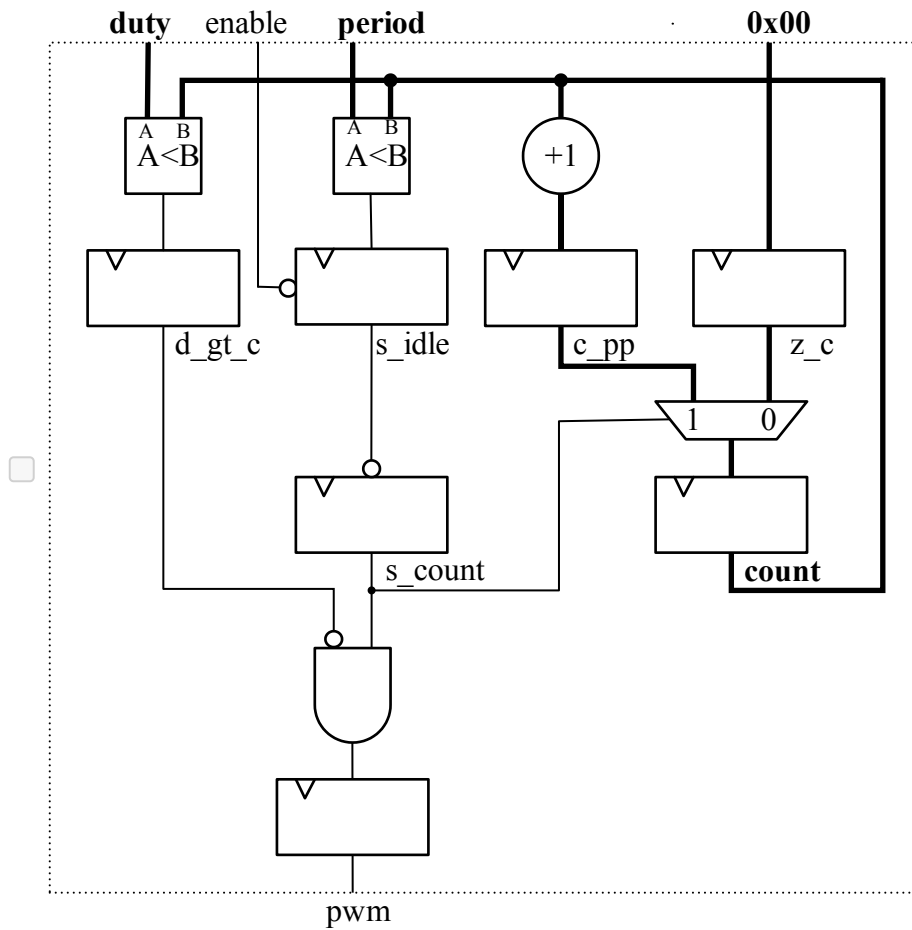 duty enable period 0x00
A B A B
A<B A<B +1
d_gt_c s_idle c_pp z_c
1 0
s_count count
pwm